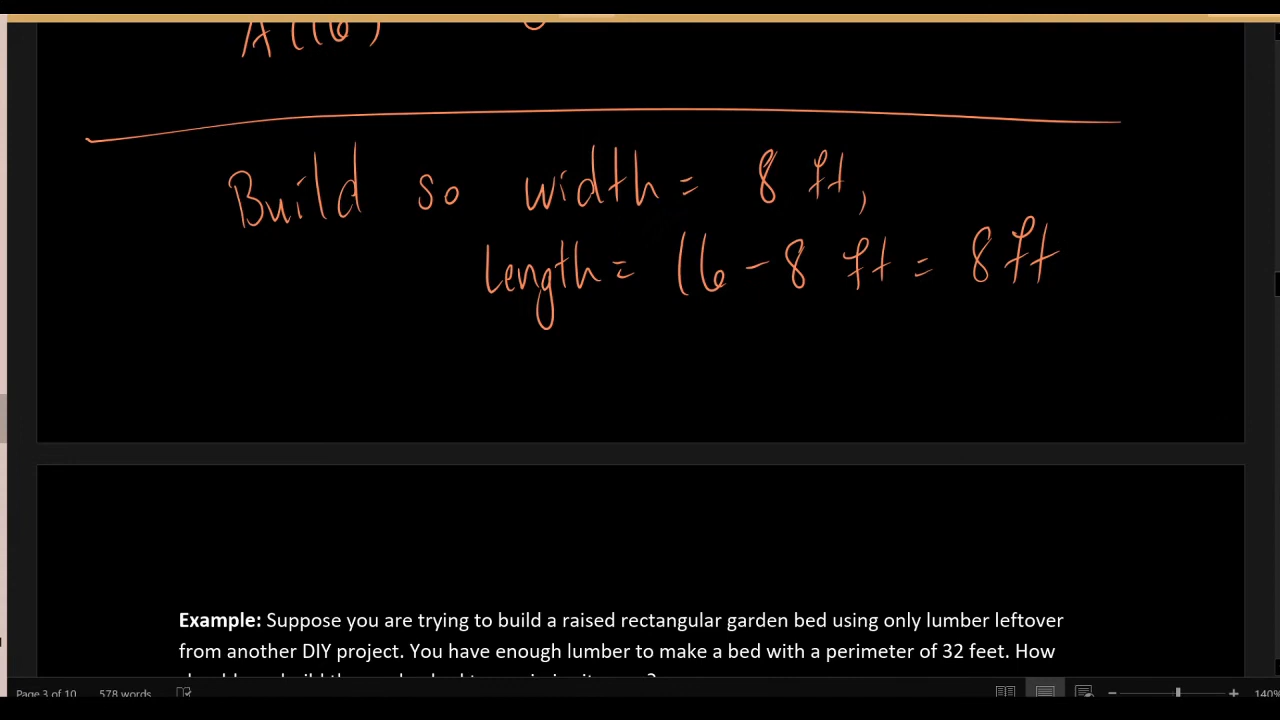 A(16)
Build so width = 8 ft,
length = 16 - 8 ft = 8 ft
Example: Suppose you are trying to build a raised rectangular garden bed using only lumber leftover
from another DIY project. You have enough lumber to make a bed with a perimeter of 32 feet. How
Page 3 of 10 578 words 140%